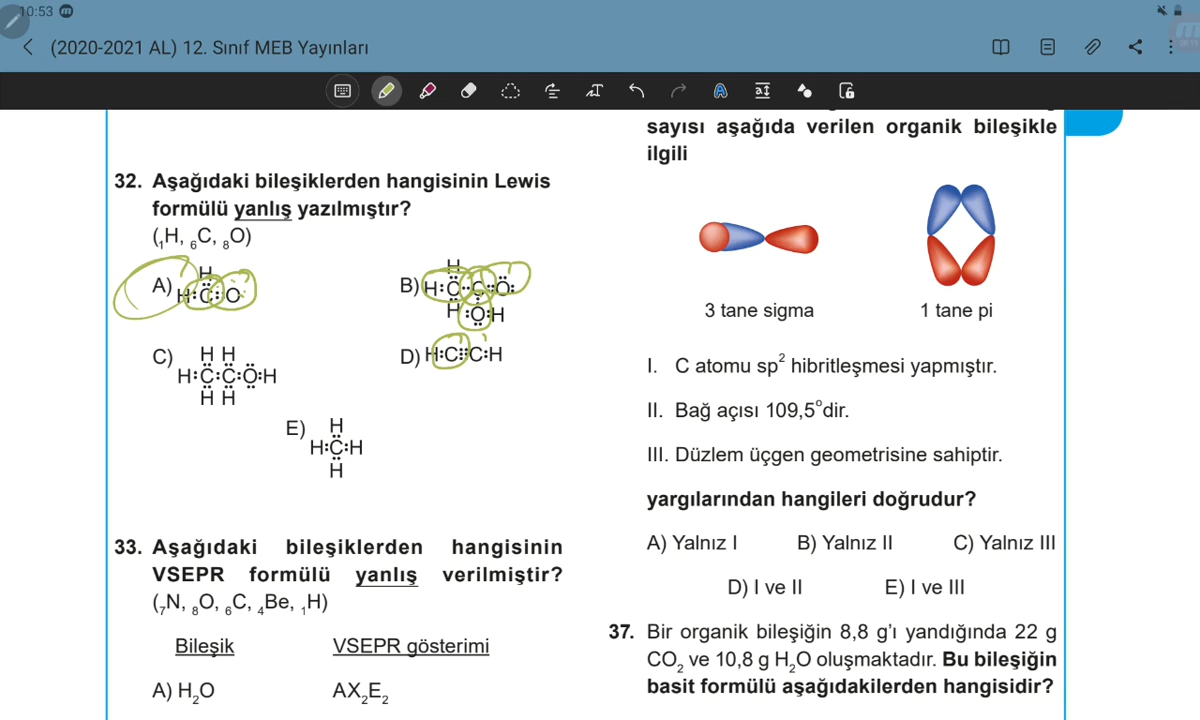 10:53
(2020-2021 AL) 12. Sınıf MEB Yayınları
32. Aşağıdaki bileşiklerden hangisinin Lewis
formülü yanlış yazılmıştır?
(₁H, ₆C, ₈O)
A) H
H:C::O
B) H
H:C:C::O:
H :O:H
C) H H
H:C:C:O:H
H H
D) H:C:::C:H
E) H
H:C:H
H
33. Aşağıdaki bileşiklerden hangisinin
VSEPR formülü yanlış verilmiştir?
(₇N, ₈O, ₆C, ₄Be, ₁H)
Bileşik VSEPR gösterimi
A) H₂O AX₂E₂
sayısı aşağıda verilen organik bileşikle
ilgili
3 tane sigma 1 tane pi
I. C atomu sp² hibritleşmesi yapmıştır.
II. Bağ açısı 109,5°dir.
III. Düzlem üçgen geometrisine sahiptir.
yargılarından hangileri doğrudur?
A) Yalnız I B) Yalnız II C) Yalnız III
D) I ve II E) I ve III
37. Bir organik bileşiğin 8,8 g'ı yandığında 22 g
CO₂ ve 10,8 g H₂O oluşmaktadır. Bu bileşiğin
basit formülü aşağıdakilerden hangisidir?